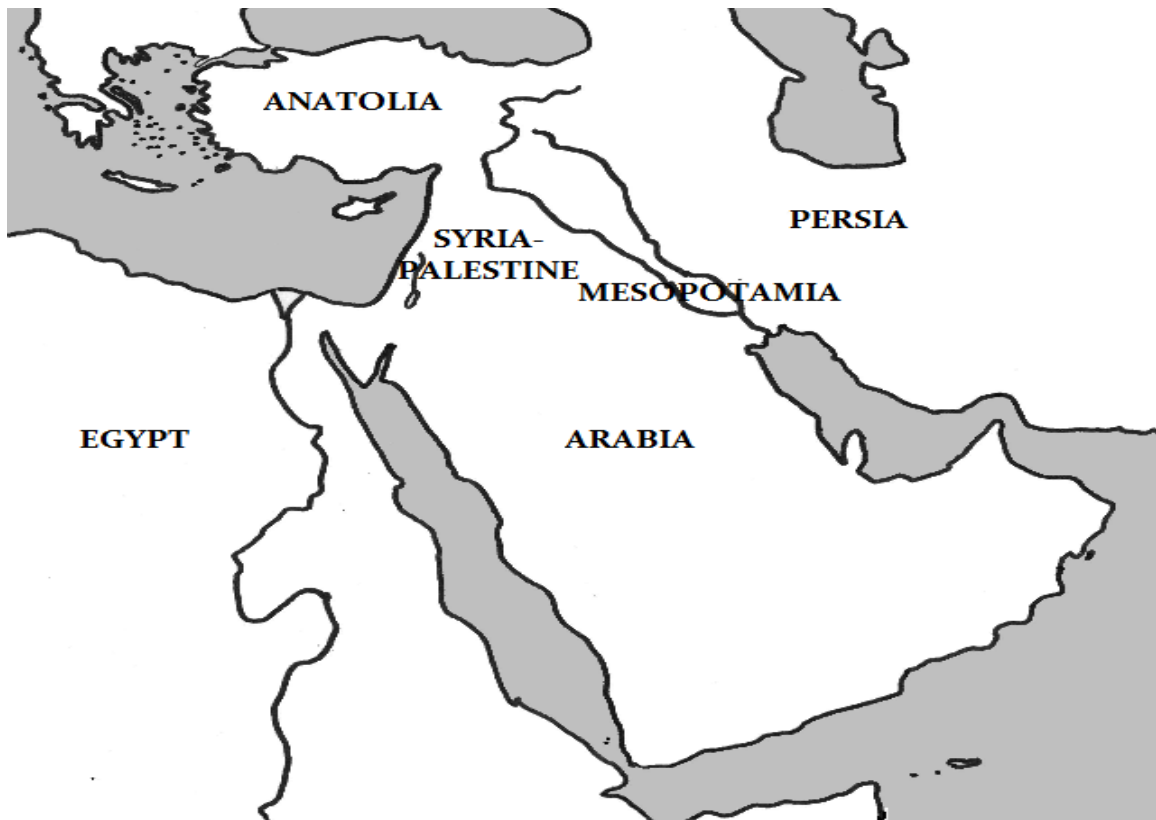 ANATOLIA
PERSIA
SYRIA-
PALESTINE
MESOPOTAMIA
EGYPT
ARABIA